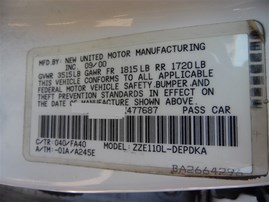 MFD BY: NEW UNITED MOTOR MANUFACTURING
INC 09/00
GVWR 3515LB GAWR FR 1815LB RR 1720LB
THIS VEHICLE CONFORMS TO ALL APPLICABLE
FEDERAL MOTOR VEHICLE SAFETY,BUMPER,AND
THEFT PREVENTION STANDARDS IN EFFECT ON
THE DATE OF MANUFACTURE SHOWN ABOVE.
477687 PASS CAR
C/TR:040/FA40 MODEL:ZZE110L-DEPDKA
A/TM:-01A/A245E